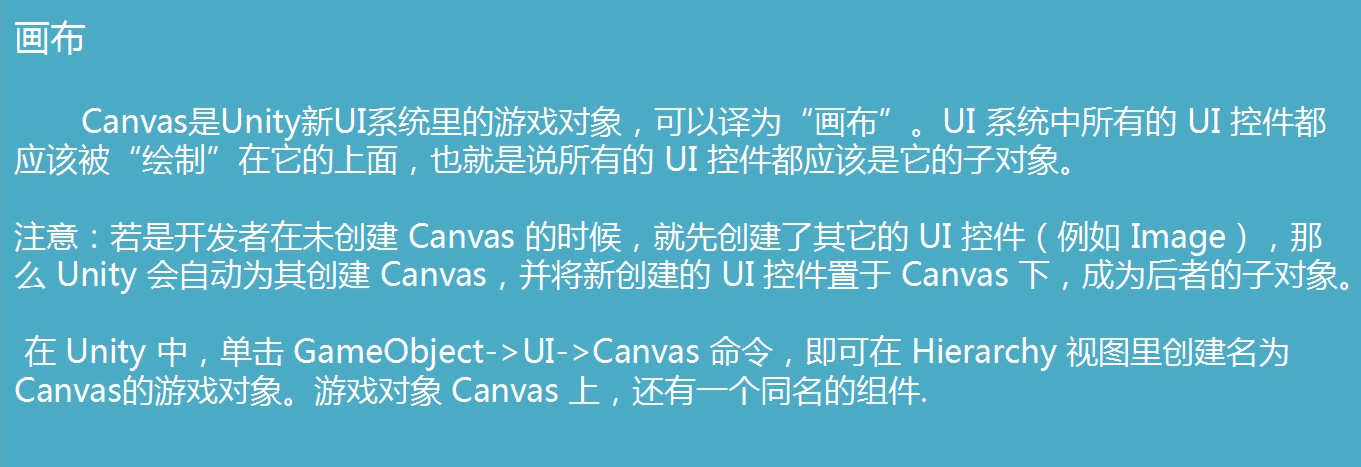 画布
Canvas是Unity新UI系统里的游戏对象，可以译为“画布”。UI 系统中所有的 UI 控件都
应该被“绘制”在它的上面，也就是说所有的 UI 控件都应该是它的子对象。
注意：若是开发者在未创建 Canvas 的时候，就先创建了其它的 UI 控件（例如 Image），那
么 Unity 会自动为其创建 Canvas，并将新创建的 UI 控件置于 Canvas 下，成为后者的子对象。
在 Unity 中，单击 GameObject->UI->Canvas 命令，即可在 Hierarchy 视图里创建名为
Canvas的游戏对象。游戏对象 Canvas 上，还有一个同名的组件.